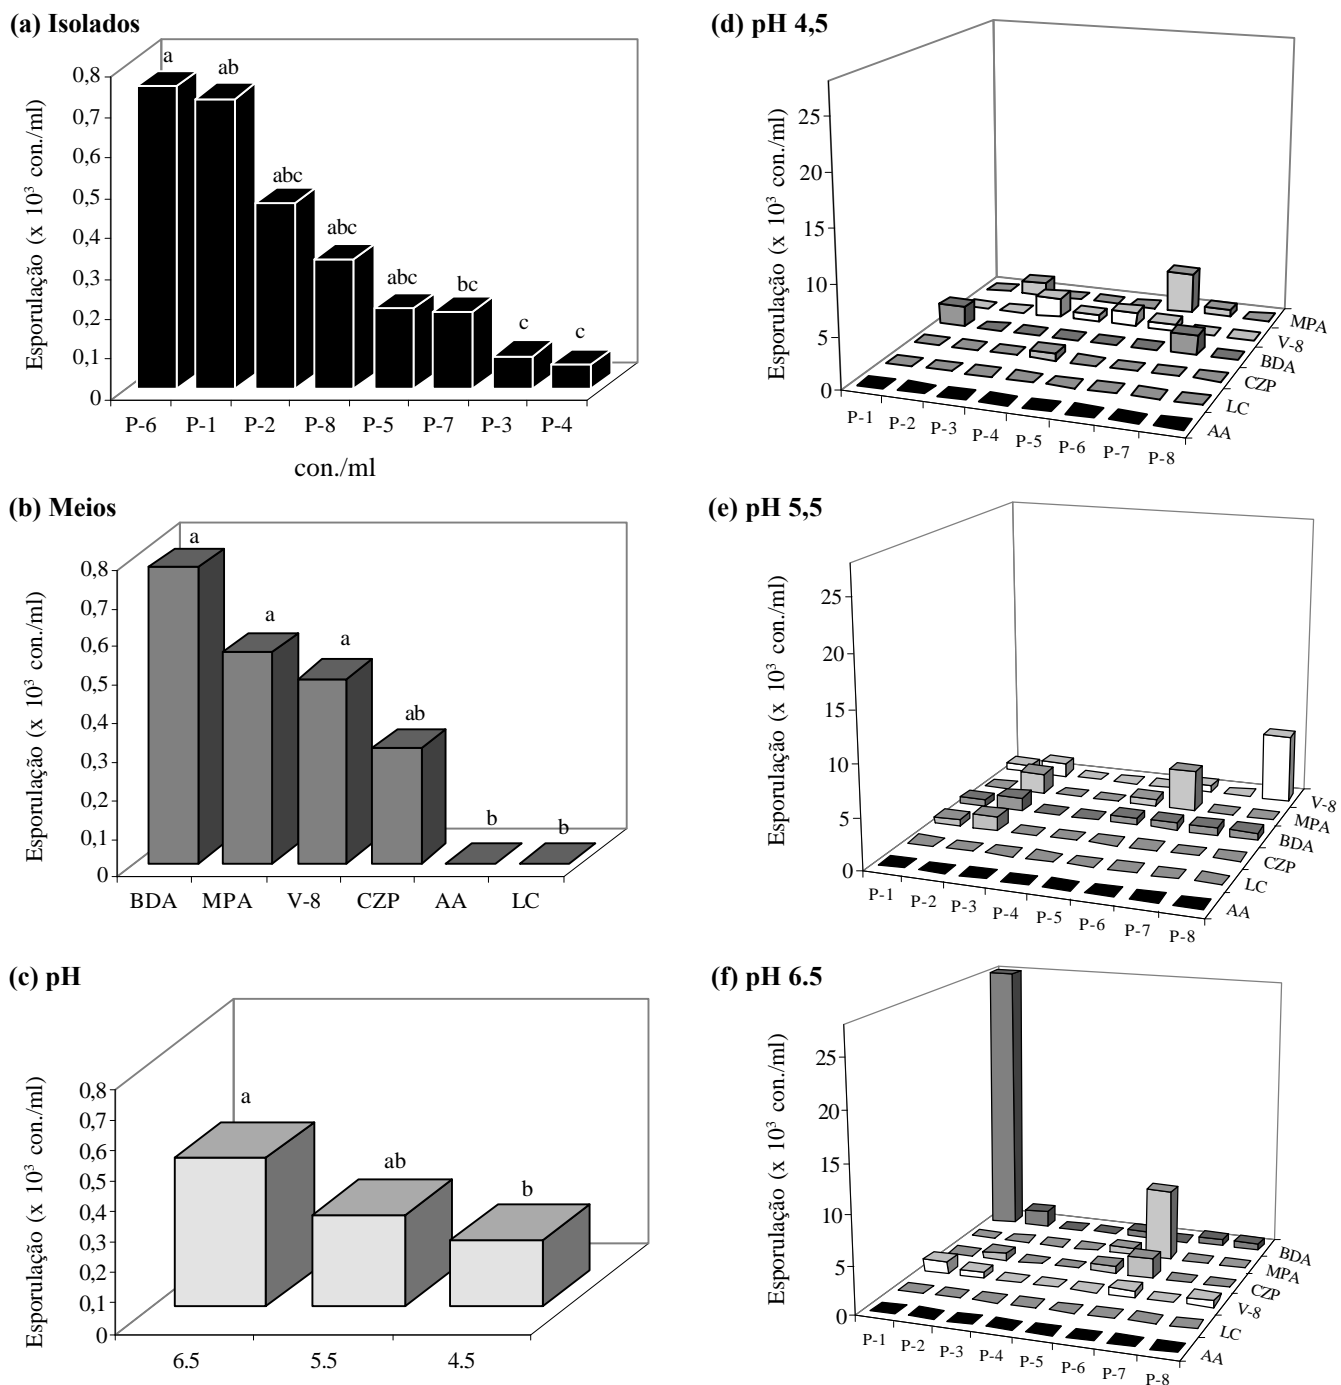 (a) Isolados
Esporulação (x 10³ con./ml)
0,8
0,7
0,6
0,5
0,4
0,3
0,2
0,1
0
a
ab
abc
abc
abc
bc
c
c
P-6 P-1 P-2 P-8 P-5 P-7 P-3 P-4
con./ml
(b) Meios
Esporulação (x 10³ con./ml)
0,8
0,7
0,6
0,5
0,4
0,3
0,2
0,1
0
a
a
a
ab
b
b
BDA MPA V-8 CZP AA LC
(c) pH
Esporulação (x 10³ con./ml)
0,8
0,7
0,6
0,5
0,4
0,3
0,2
0,1
0
a
ab
b
6.5 5.5 4.5
(d) pH 4,5
Esporulação (x 10³ con./ml)
25
20
15
10
5
0
P-1 P-2 P-3 P-4 P-5 P-6 P-7 P-8
MPA
V-8
BDA
CZP
LC
AA
(e) pH 5,5
Esporulação (x 10³ con./ml)
25
20
15
10
5
0
P-1 P-2 P-3 P-4 P-5 P-6 P-7 P-8
V-8
MPA
BDA
CZP
LC
AA
(f) pH 6.5
Esporulação (x 10³ con./ml)
25
20
15
10
5
0
P-1 P-2 P-3 P-4 P-5 P-6 P-7 P-8
BDA
MPA
CZP
V-8
LC
AA